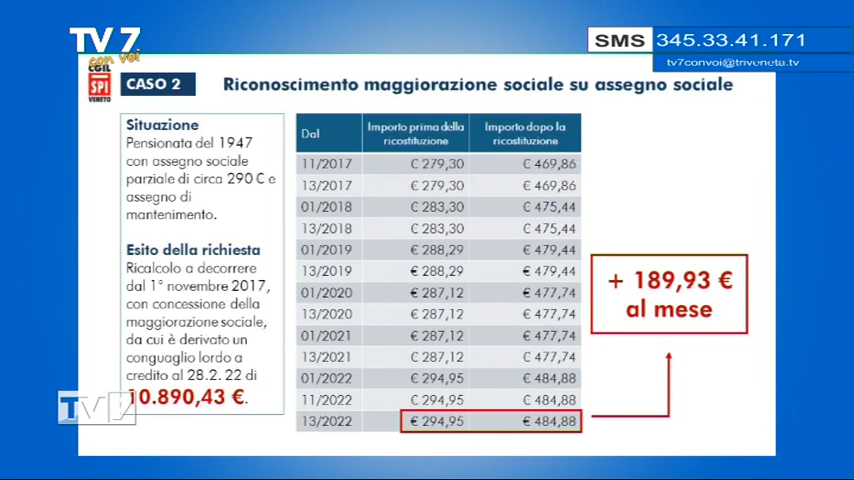 TV7
con voi
SMS 345.33.41.171
tv7convoi@triveneta.tv
CGIL
SPI
VENETO
CASO 2
Riconoscimento maggiorazione sociale su assegno sociale
Situazione
Pensionata del 1947
con assegno sociale
parziale di circa 290 € e
assegno di
mantenimento.
Esito della richiesta
Ricalcolo a decorrere
dal 1° novembre 2017,
con concessione della
maggiorazione sociale,
da cui è derivato un
conguaglio lordo a
credito al 28.2. 22 di
10.890,43 €.
Dal Importo prima della ricostituzione Importo dopo la ricostituzione
11/2017 € 279,30 € 469,86
13/2017 € 279,30 € 469,86
01/2018 € 283,30 € 475,44
13/2018 € 283,30 € 475,44
01/2019 € 288,29 € 479,44
13/2019 € 288,29 € 479,44
01/2020 € 287,12 € 477,74
13/2020 € 287,12 € 477,74
01/2021 € 287,12 € 477,74
13/2021 € 287,12 € 477,74
01/2022 € 294,95 € 484,88
11/2022 € 294,95 € 484,88
13/2022 € 294,95 € 484,88
+ 189,93 €
al mese
TV7